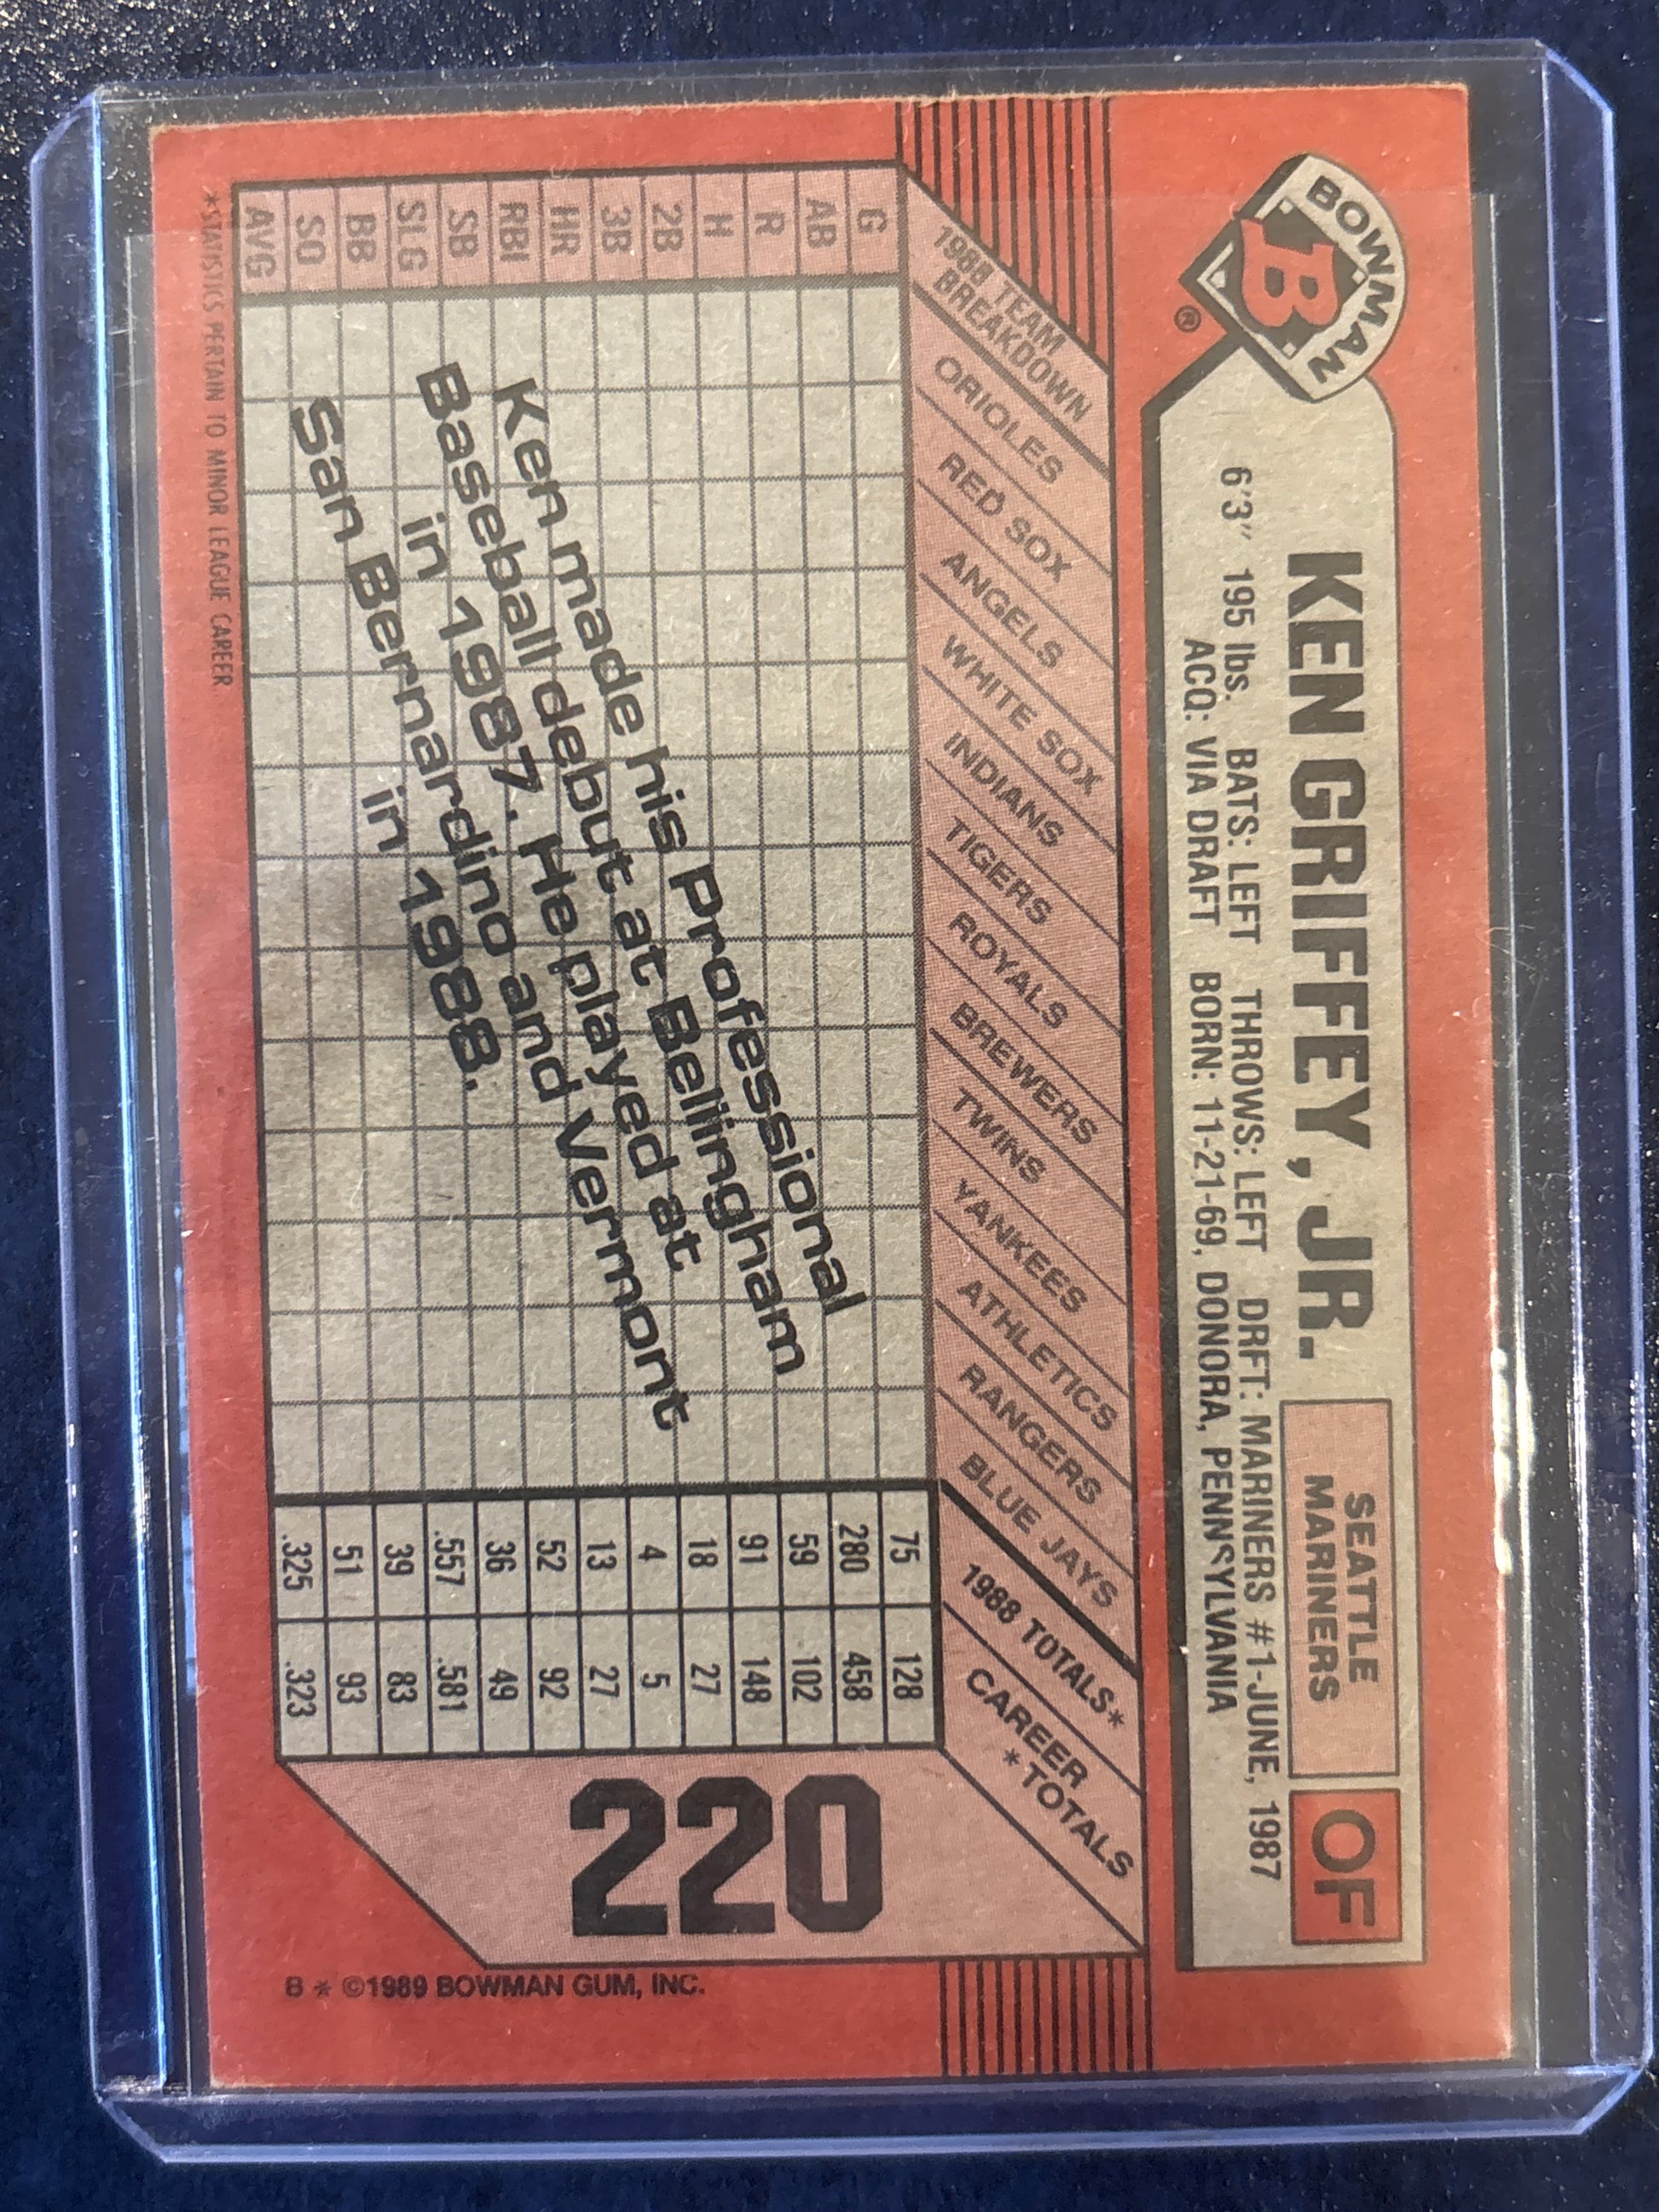 BOWMAN
B
®
KEN GRIFFEY, JR.
SEATTLE
MARINERS
OF
6'3" 195 lbs. BATS: LEFT THROWS: LEFT DRFT: MARINERS #1-JUNE, 1987
ACQ: VIA DRAFT BORN: 11-21-69, DONORA, PENNSYLVANIA
1988 TEAM
BREAKDOWN
ORIOLES
RED SOX
ANGELS
WHITE SOX
INDIANS
TIGERS
ROYALS
BREWERS
TWINS
YANKEES
ATHLETICS
RANGERS
BLUE JAYS
1988 TOTALS*
CAREER
*TOTALS
G 75 128
AB 280 458
R 59 102
H 91 148
2B 18 27
3B 4 5
HR 13 27
RBI 52 92
SB 36 49
SLG .557 .581
BB 39 83
SO 51 93
AVG .325 .323
Ken made his Professional
Baseball debut at Bellingham
in 1987. He played at
San Bernardino and Vermont
in 1988.
220
*STATISTICS PERTAIN TO MINOR LEAGUE CAREER.
B * ©1989 BOWMAN GUM, INC.